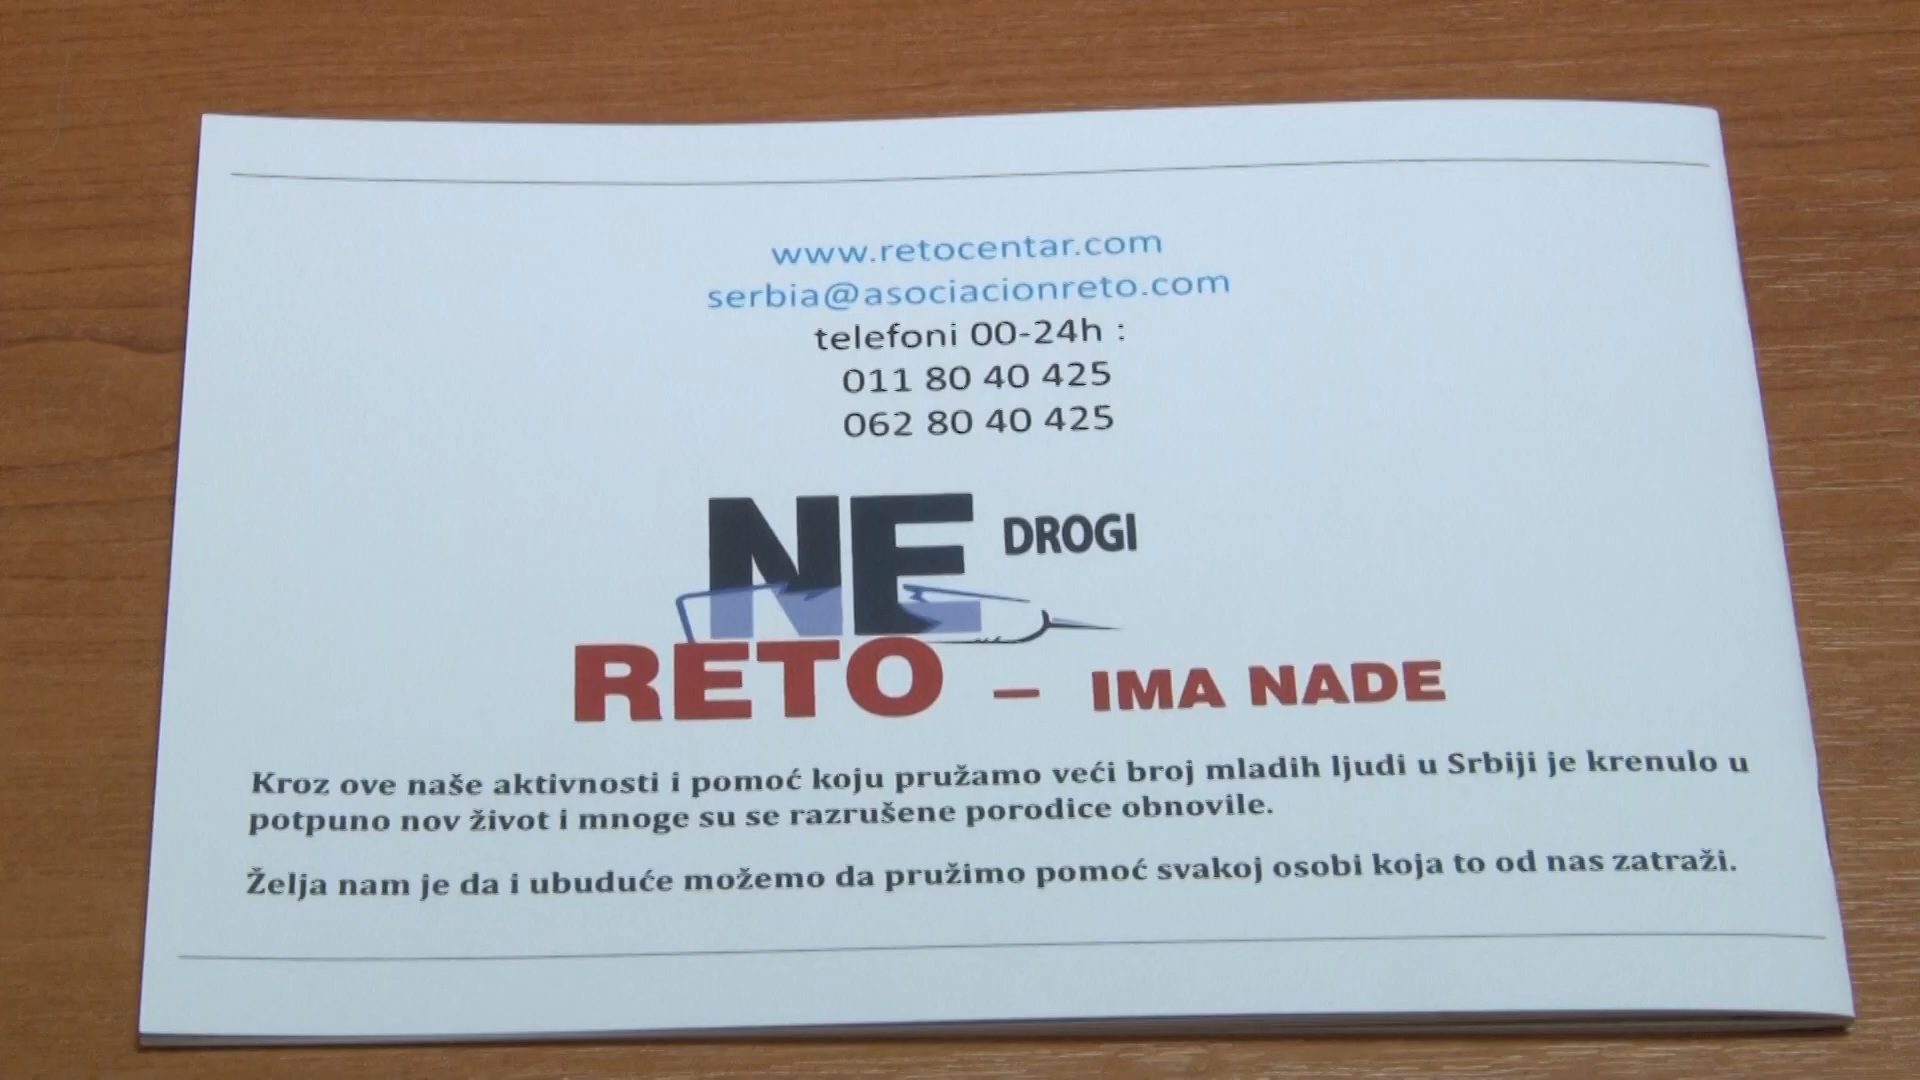 www.retocentar.com
serbia@asociacionreto.com
telefoni 00-24h :
011 80 40 425
062 80 40 425
NE DROGI
RETO – IMA NADE
Kroz ove naše aktivnosti i pomoć koju pružamo veći broj mladih ljudi u Srbiji je krenulo u
potpuno nov život i mnoge su se razrušene porodice obnovile.
Želja nam je da i ubuduće možemo da pružimo pomoć svakoj osobi koja to od nas zatraži.